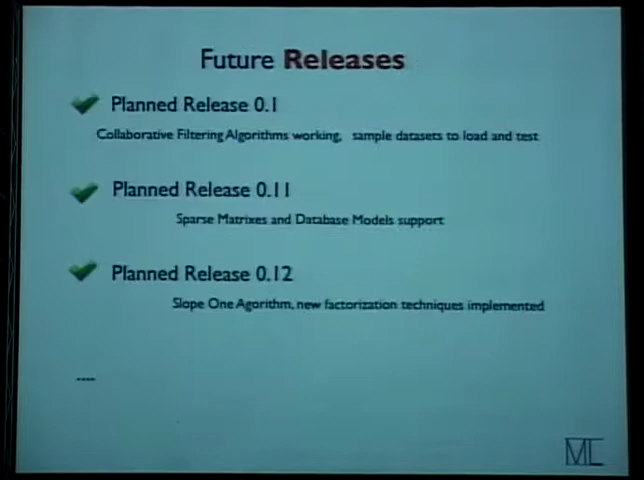 Future Releases
Planned Release 0.1
Collaborative Filtering Algorithms working, sample datasets to load and test
Planned Release 0.11
Sparse Matrixes and Database Models support
Planned Release 0.12
Slope One Agorithm, new factorization techniques implemented
----